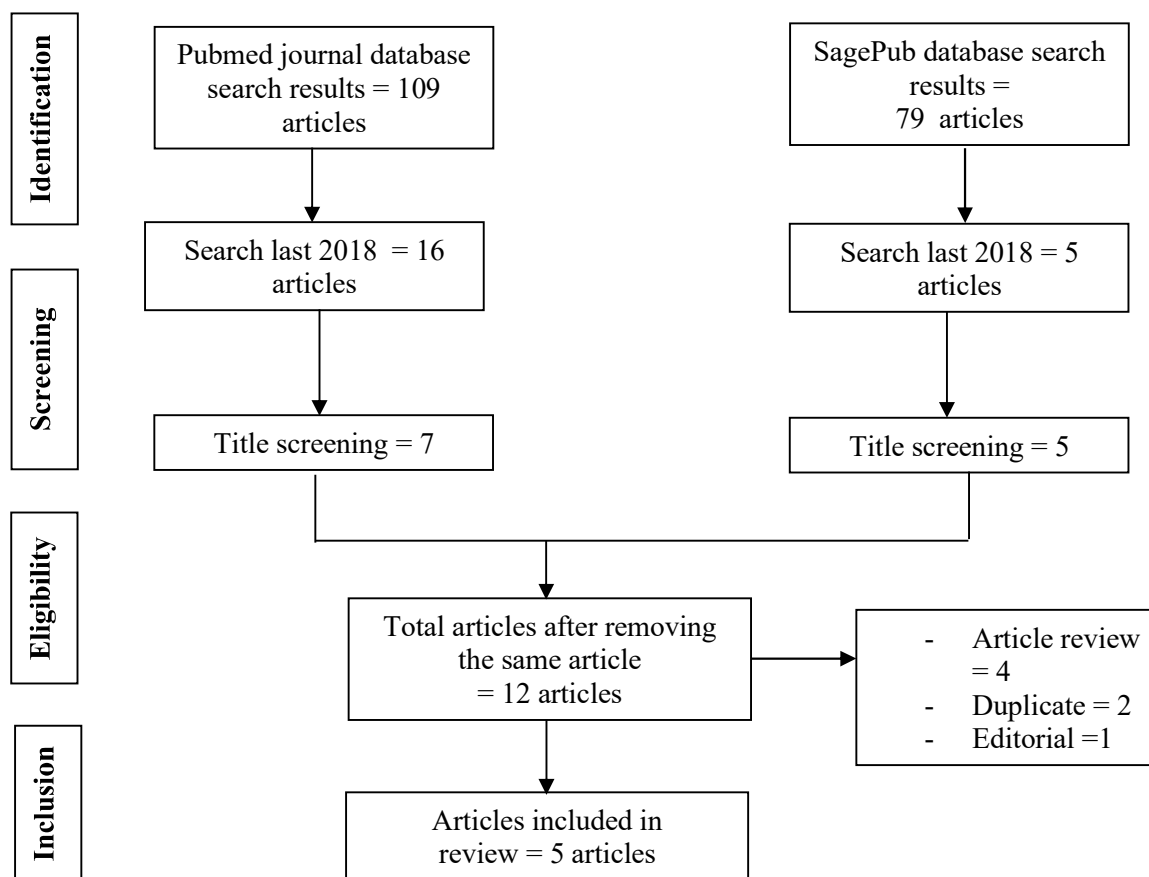 Identification
Pubmed journal database
search results = 109
articles
SagePub database search
results =
79 articles
Search last 2018 = 16
articles
Search last 2018 = 5
articles
Screening
Title screening = 7
Title screening = 5
Eligibility
Total articles after removing
the same article
= 12 articles
- Article review
= 4
- Duplicate = 2
- Editorial =1
Inclusion
Articles included in
review = 5 articles